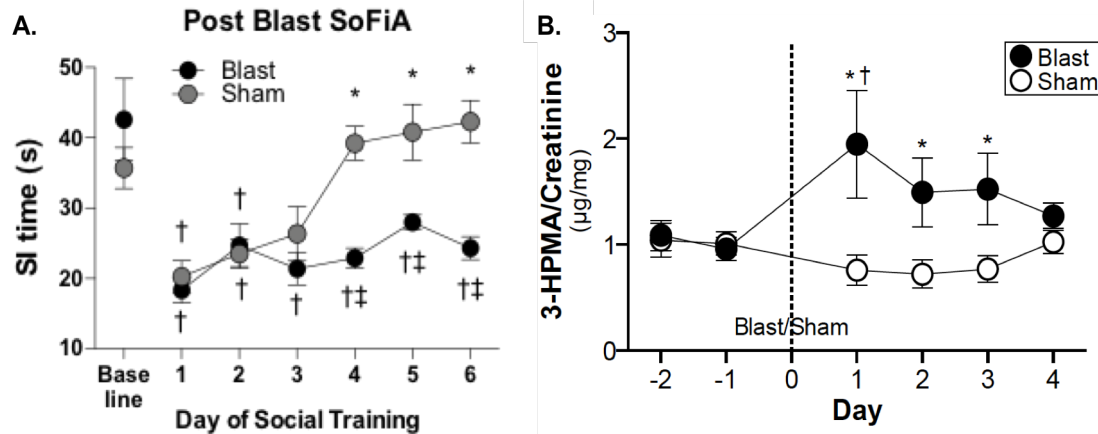 A.
Post Blast SoFiA
SI time (s)
50
40
30
20
10
Blast
Sham
*
*
*
†
†
†
†
†
†‡
†‡
†‡
Base
line
1
2
3
4
5
6
Day of Social Training
B.
3-HPMA/Creatinine
(µg/mg)
3
2
1
0
Blast
Sham
*†
*
*
Blast/Sham
-2
-1
0
1
2
3
4
Day